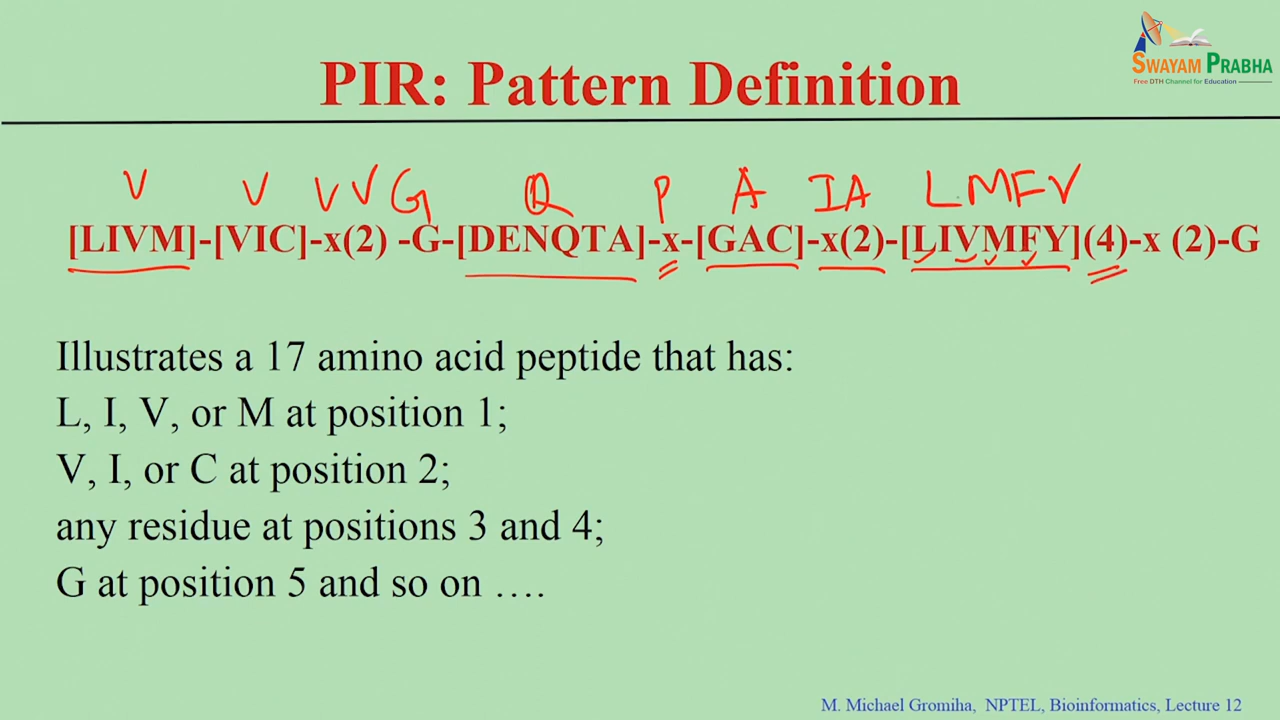 SWAYAM PRABHA
Free DTH Channel for Education
PIR: Pattern Definition
V V V V G Q P A I A L M F V
[LIVM]-[VIC]-x(2) -G-[DENQTA]-x-[GAC]-x(2)-[LIVMFY](4)-x (2)-G
Illustrates a 17 amino acid peptide that has:
L, I, V, or M at position 1;
V, I, or C at position 2;
any residue at positions 3 and 4;
G at position 5 and so on ….
M. Michael Gromiha, NPTEL, Bioinformatics, Lecture 12